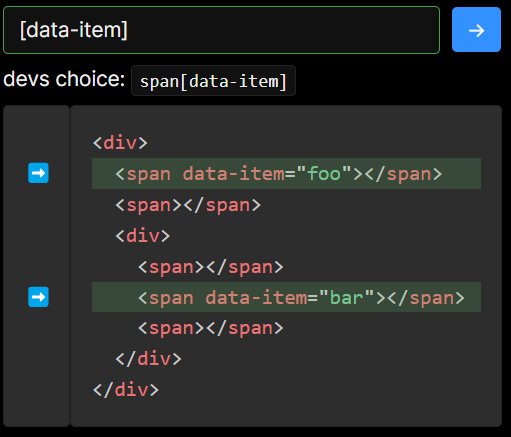 [data-item]
devs choice: span[data-item]
<div>
<span data-item="foo"></span>
<span></span>
<div>
<span></span>
<span data-item="bar"></span>
<span></span>
</div>
</div>